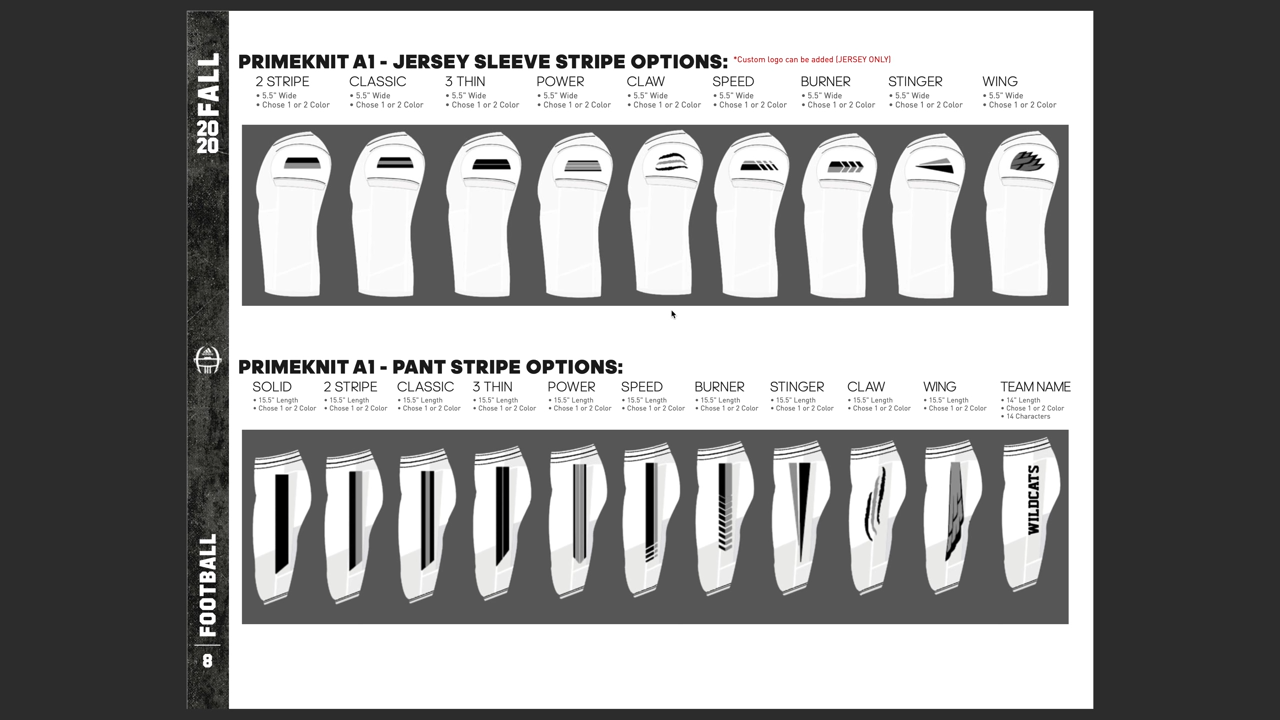 FALL
20
20
FOOTBALL
8
PRIMEKNIT A1 - JERSEY SLEEVE STRIPE OPTIONS: *Custom logo can be added (JERSEY ONLY)
2 STRIPE
• 5.5" Wide
• Chose 1 or 2 Color
CLASSIC
• 5.5" Wide
• Chose 1 or 2 Color
3 THIN
• 5.5" Wide
• Chose 1 or 2 Color
POWER
• 5.5" Wide
• Chose 1 or 2 Color
CLAW
• 5.5" Wide
• Chose 1 or 2 Color
SPEED
• 5.5" Wide
• Chose 1 or 2 Color
BURNER
• 5.5" Wide
• Chose 1 or 2 Color
STINGER
• 5.5" Wide
• Chose 1 or 2 Color
WING
• 5.5" Wide
• Chose 1 or 2 Color
PRIMEKNIT A1 - PANT STRIPE OPTIONS:
SOLID
• 15.5" Length
• Chose 1 or 2 Color
2 STRIPE
• 15.5" Length
• Chose 1 or 2 Color
CLASSIC
• 15.5" Length
• Chose 1 or 2 Color
3 THIN
• 15.5" Length
• Chose 1 or 2 Color
POWER
• 15.5" Length
• Chose 1 or 2 Color
SPEED
• 15.5" Length
• Chose 1 or 2 Color
BURNER
• 15.5" Length
• Chose 1 or 2 Color
STINGER
• 15.5" Length
• Chose 1 or 2 Color
CLAW
• 15.5" Length
• Chose 1 or 2 Color
WING
• 15.5" Length
• Chose 1 or 2 Color
TEAM NAME
• 14" Length
• Chose 1 or 2 Color
• 14 Characters
WILDCATS